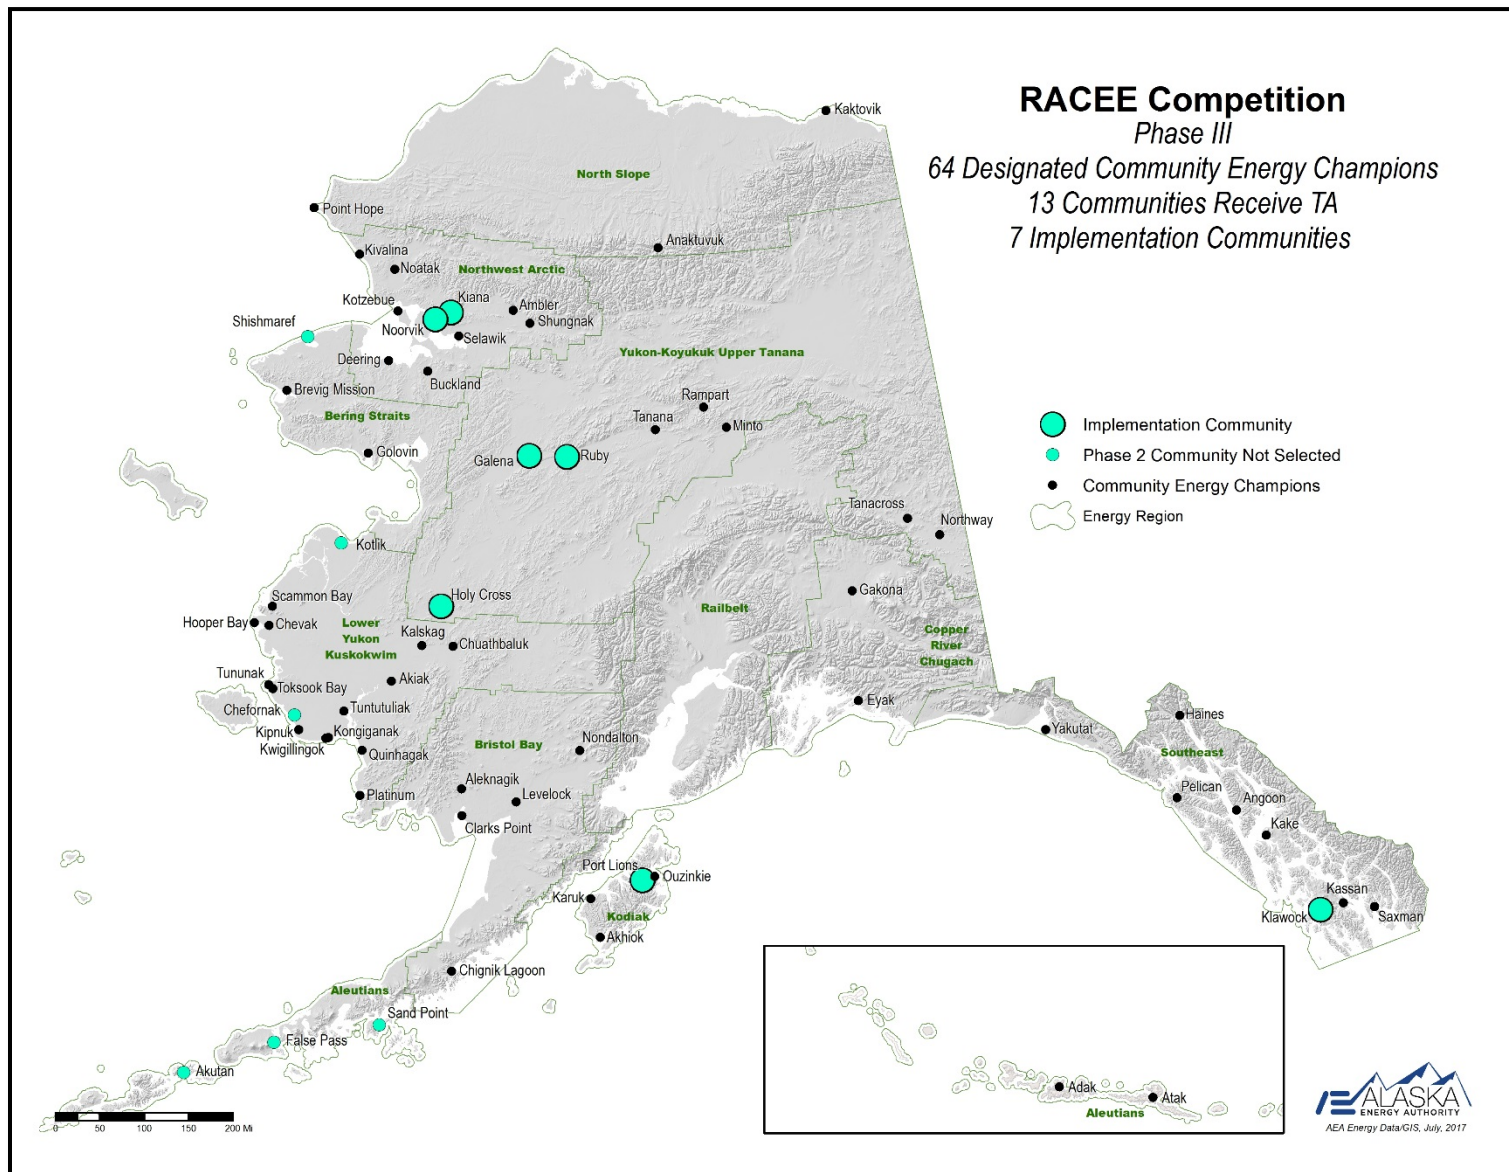 RACEE Competition
Phase III
64 Designated Community Energy Champions
13 Communities Receive TA
7 Implementation Communities
Kaktovik
North Slope
Point Hope
Anaktuvuk
Kivalina
Noatak
Northwest Arctic
Kotzebue
Kiana
Ambler
Shishmaref
Noorvik
Shungnak
Selawik
Deering
Yukon-Koyukuk Upper Tanana
Buckland
Brevig Mission
Rampart
Bering Straits
Tanana
Minto
Golovin
Galena
Ruby
Implementation Community
Phase 2 Community Not Selected
Community Energy Champions
Energy Region
Tanacross
Northway
Kotlik
Gakona
Holy Cross
Scammon Bay
Railbelt
Hooper Bay
Chevak
Lower
Yukon
Kuskokwim
Kalskag
Chuathbaluk
Copper
River
Chugach
Tununak
Toksook Bay
Akiak
Eyak
Chefornak
Tuntutuliak
Kipnuk
Kongiganak
Kwigillingok
Quinhagak
Bristol Bay
Nondalton
Yakutat
Haines
Southeast
Aleknagik
Platinum
Levelock
Clarks Point
Pelican
Angoon
Kake
Port Lions
Ouzinkie
Karuk
Kodiak
Akhiok
Kassan
Klawock
Saxman
Chignik Lagoon
Aleutians
Sand Point
False Pass
Akutan
0 50 100 150 200 Mi
Adak
Atak
Aleutians
ALASKA
ENERGY AUTHORITY
AEA Energy Data/GIS, July, 2017